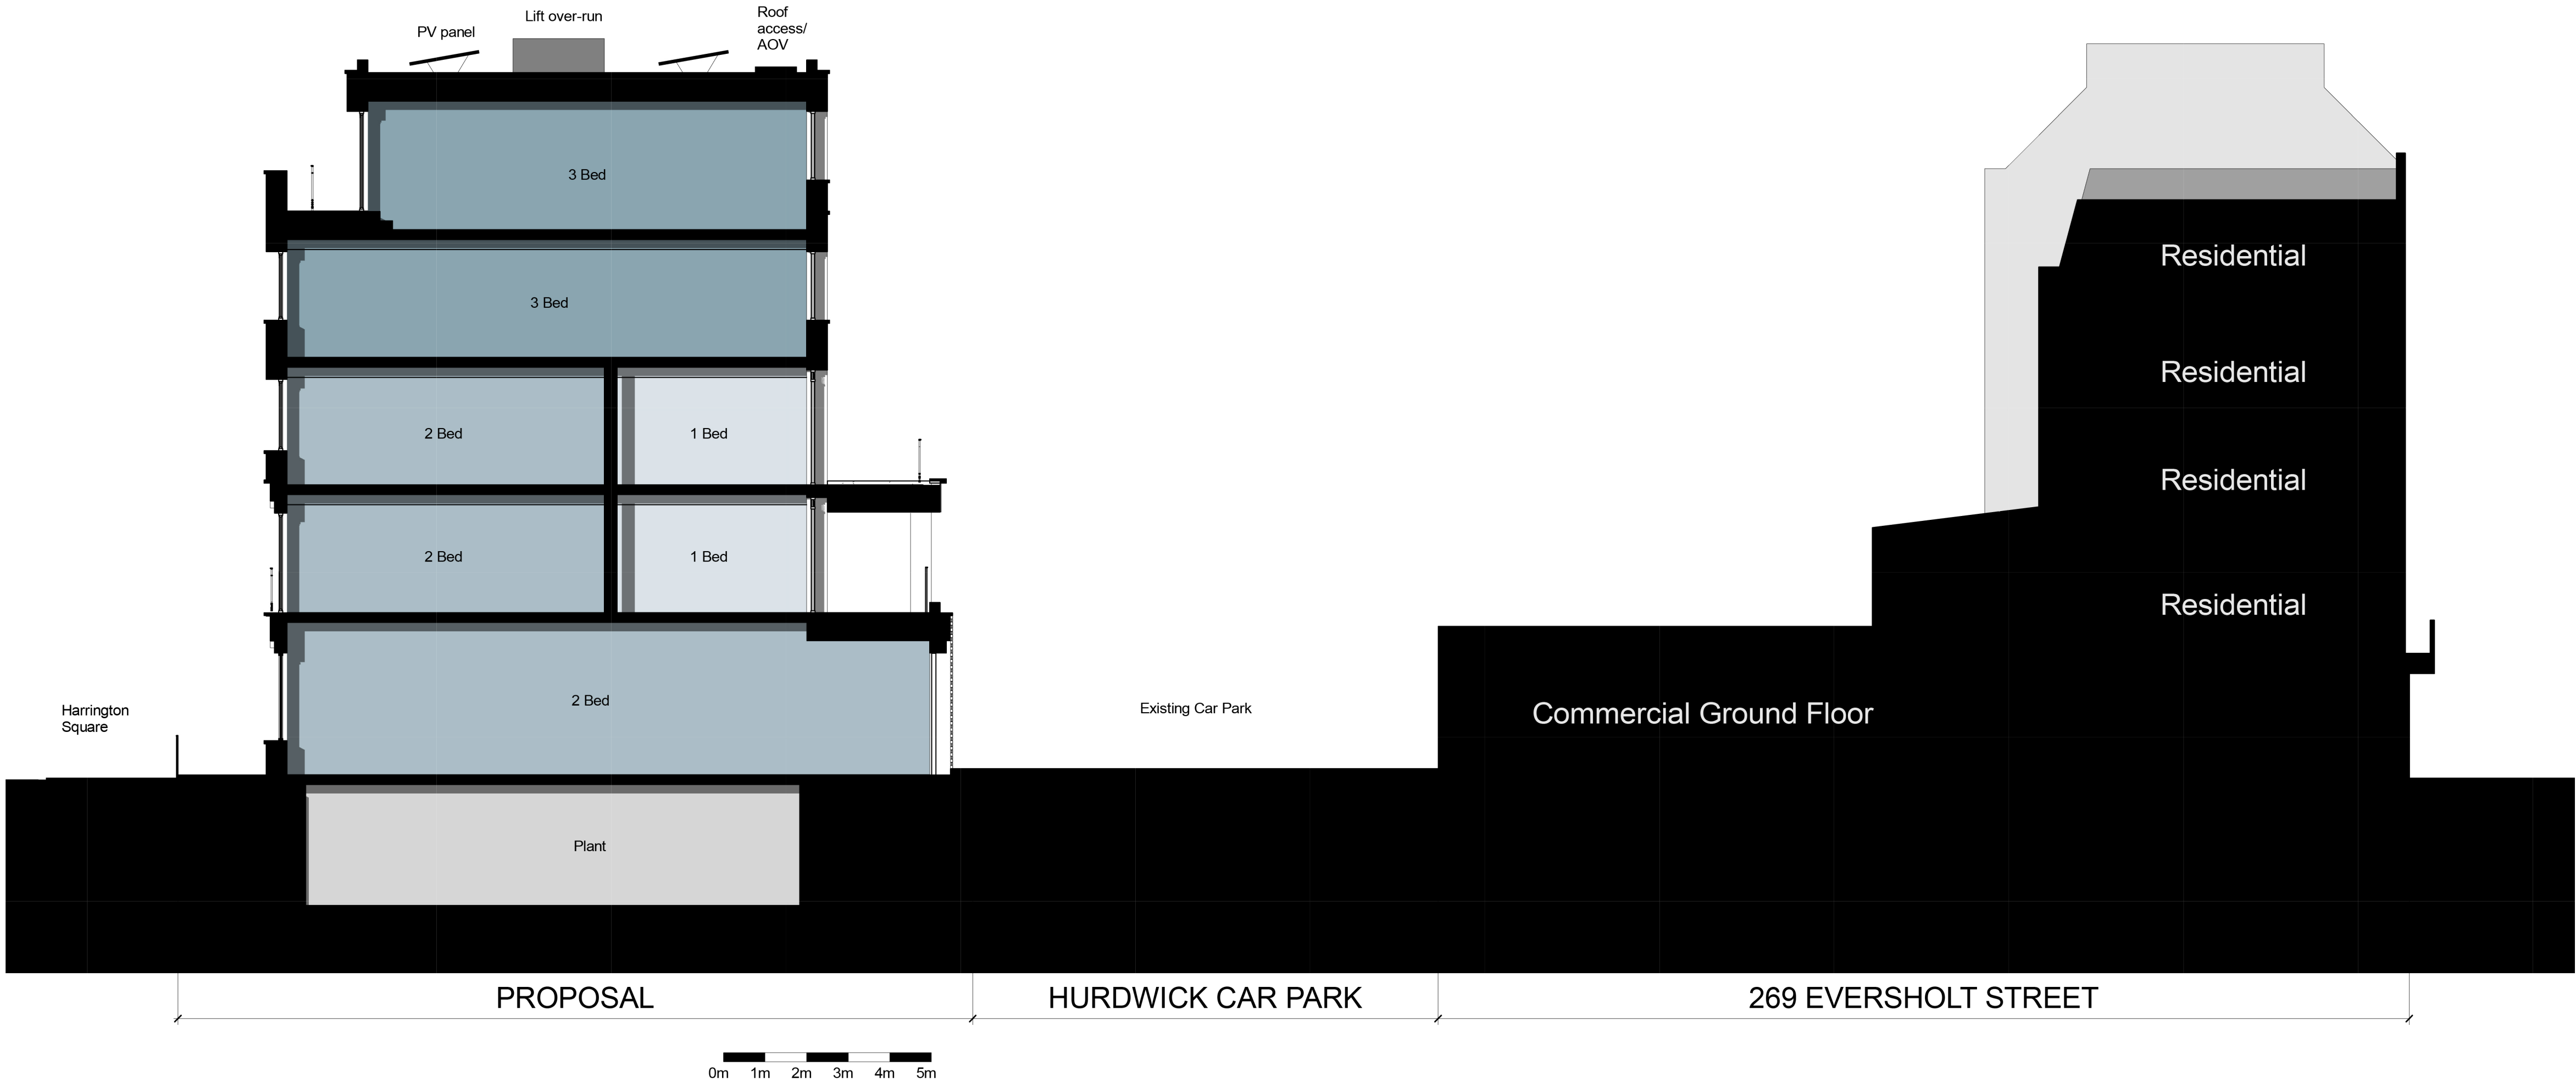 Lift over-run
PV panel
Roof
access/
AOV
3 Bed
3 Bed
2 Bed
1 Bed
2 Bed
1 Bed
2 Bed
Harrington
Square
Plant
Existing Car Park
Residential
Residential
Residential
Residential
Commercial Ground Floor
PROPOSAL
HURDWICK CAR PARK
269 EVERSHOLT STREET
0m 1m 2m 3m 4m 5m